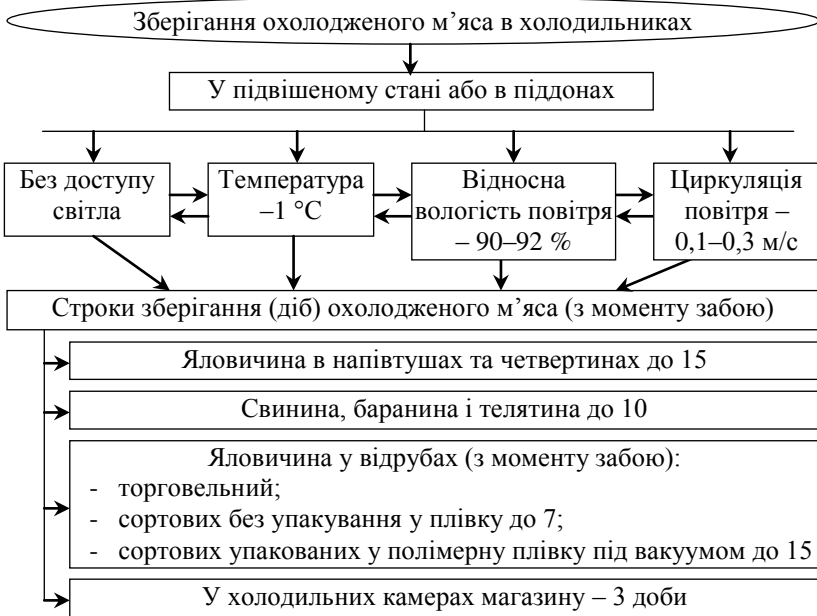 Зберігання охолодженого м’яса в холодильниках
У підвішеному стані або в піддонах
Без доступу
світла
Температура
–1 °С
Відносна
вологість повітря
– 90–92 %
Циркуляція
повітря –
0,1–0,3 м/с
Строки зберігання (діб) охолодженого м’яса (з моменту забою)
Яловичина в напівтушах та четвертинах до 15
Свинина, баранина і телятина до 10
Яловичина у відрубах (з моменту забою):
- торговельний;
- сортових без упакування у плівку до 7;
- сортових упакованих у полімерну плівку під вакуумом до 15
У холодильних камерах магазину – 3 доби